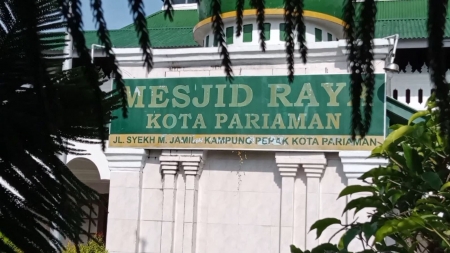 MESJID RAYA
KOTA PARIAMAN
JL. SYEKH M. JAMIL KAMPUNG PERAK KOTA PARIAMAN